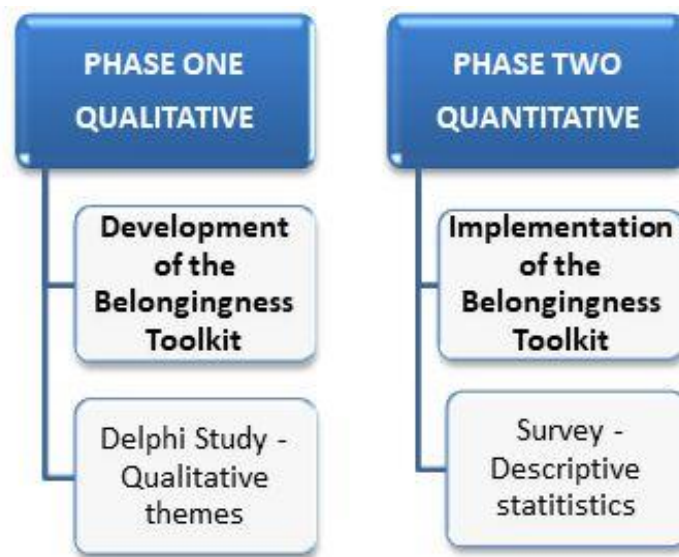 PHASE ONE
QUALITATIVE
Development
of the
Belongingness
Toolkit
Delphi Study -
Qualitative
themes
PHASE TWO
QUANTITATIVE
Implementation
of the
Belongingness
Toolkit
Survey -
Descriptive
statitistics